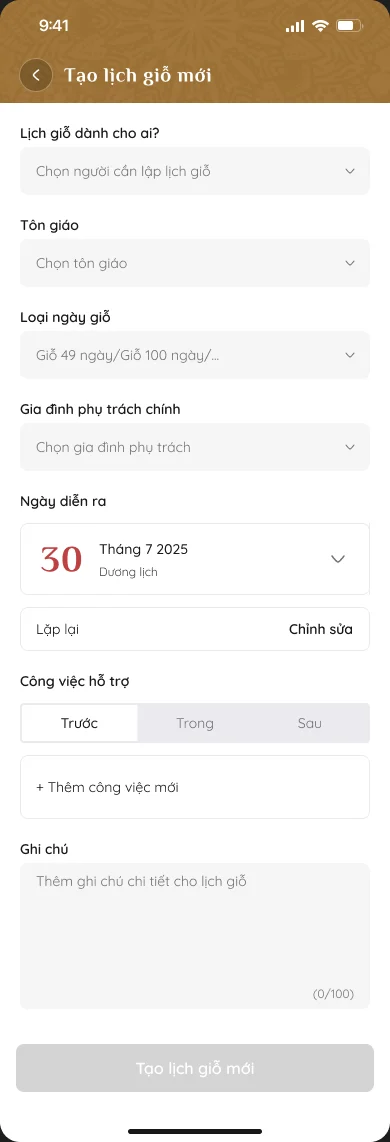 9:41
Tạo lịch giỗ mới
Lịch giỗ dành cho ai?
Chọn người cần lập lịch giỗ
Tôn giáo
Chọn tôn giáo
Loại ngày giỗ
Giỗ 49 ngày/Giỗ 100 ngày/...
Gia đình phụ trách chính
Chọn gia đình phụ trách
Ngày diễn ra
30
Tháng 7 2025
Dương lịch
Lặp lại Chỉnh sửa
Công việc hỗ trợ
Trước Trong Sau
+ Thêm công việc mới
Ghi chú
Thêm ghi chú chi tiết cho lịch giỗ
(0/100)
Tạo lịch giỗ mới